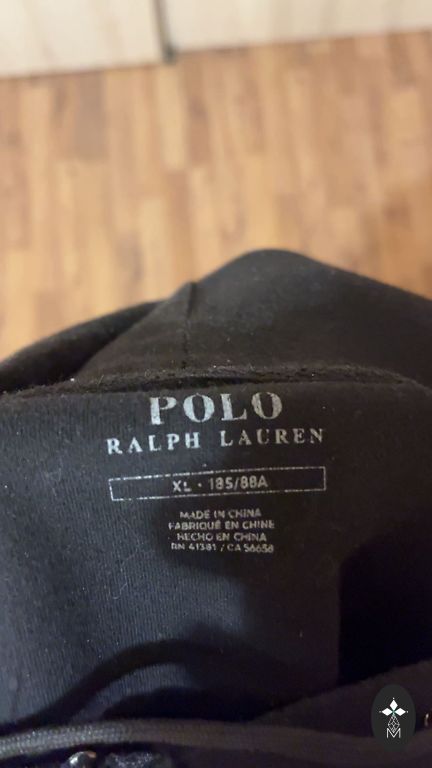 POLO
RALPH LAUREN
XL • 185/88A
MADE IN CHINA
FABRIQUÉ EN CHINE
HECHO EN CHINA
RN 41381 / CA 56658
M